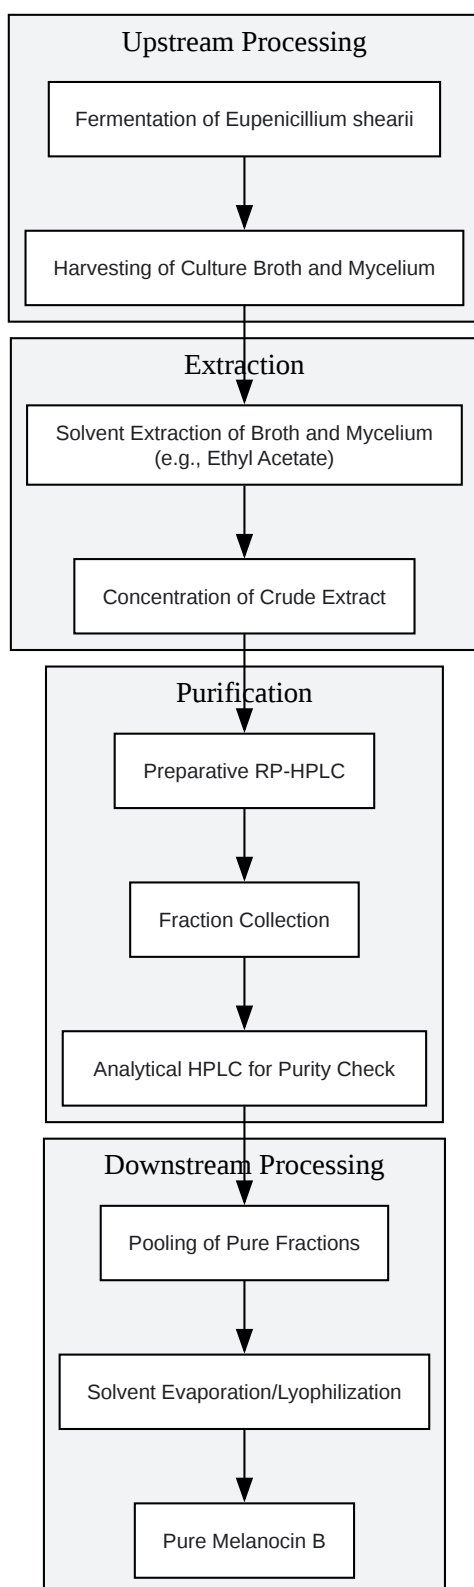 Upstream Processing
Fermentation of Eupenicillium shearii
Harvesting of Culture Broth and Mycelium
Extraction
Solvent Extraction of Broth and Mycelium
(e.g., Ethyl Acetate)
Concentration of Crude Extract
Purification
Preparative RP-HPLC
Fraction Collection
Analytical HPLC for Purity Check
Downstream Processing
Pooling of Pure Fractions
Solvent Evaporation/Lyophilization
Pure Melanocin B